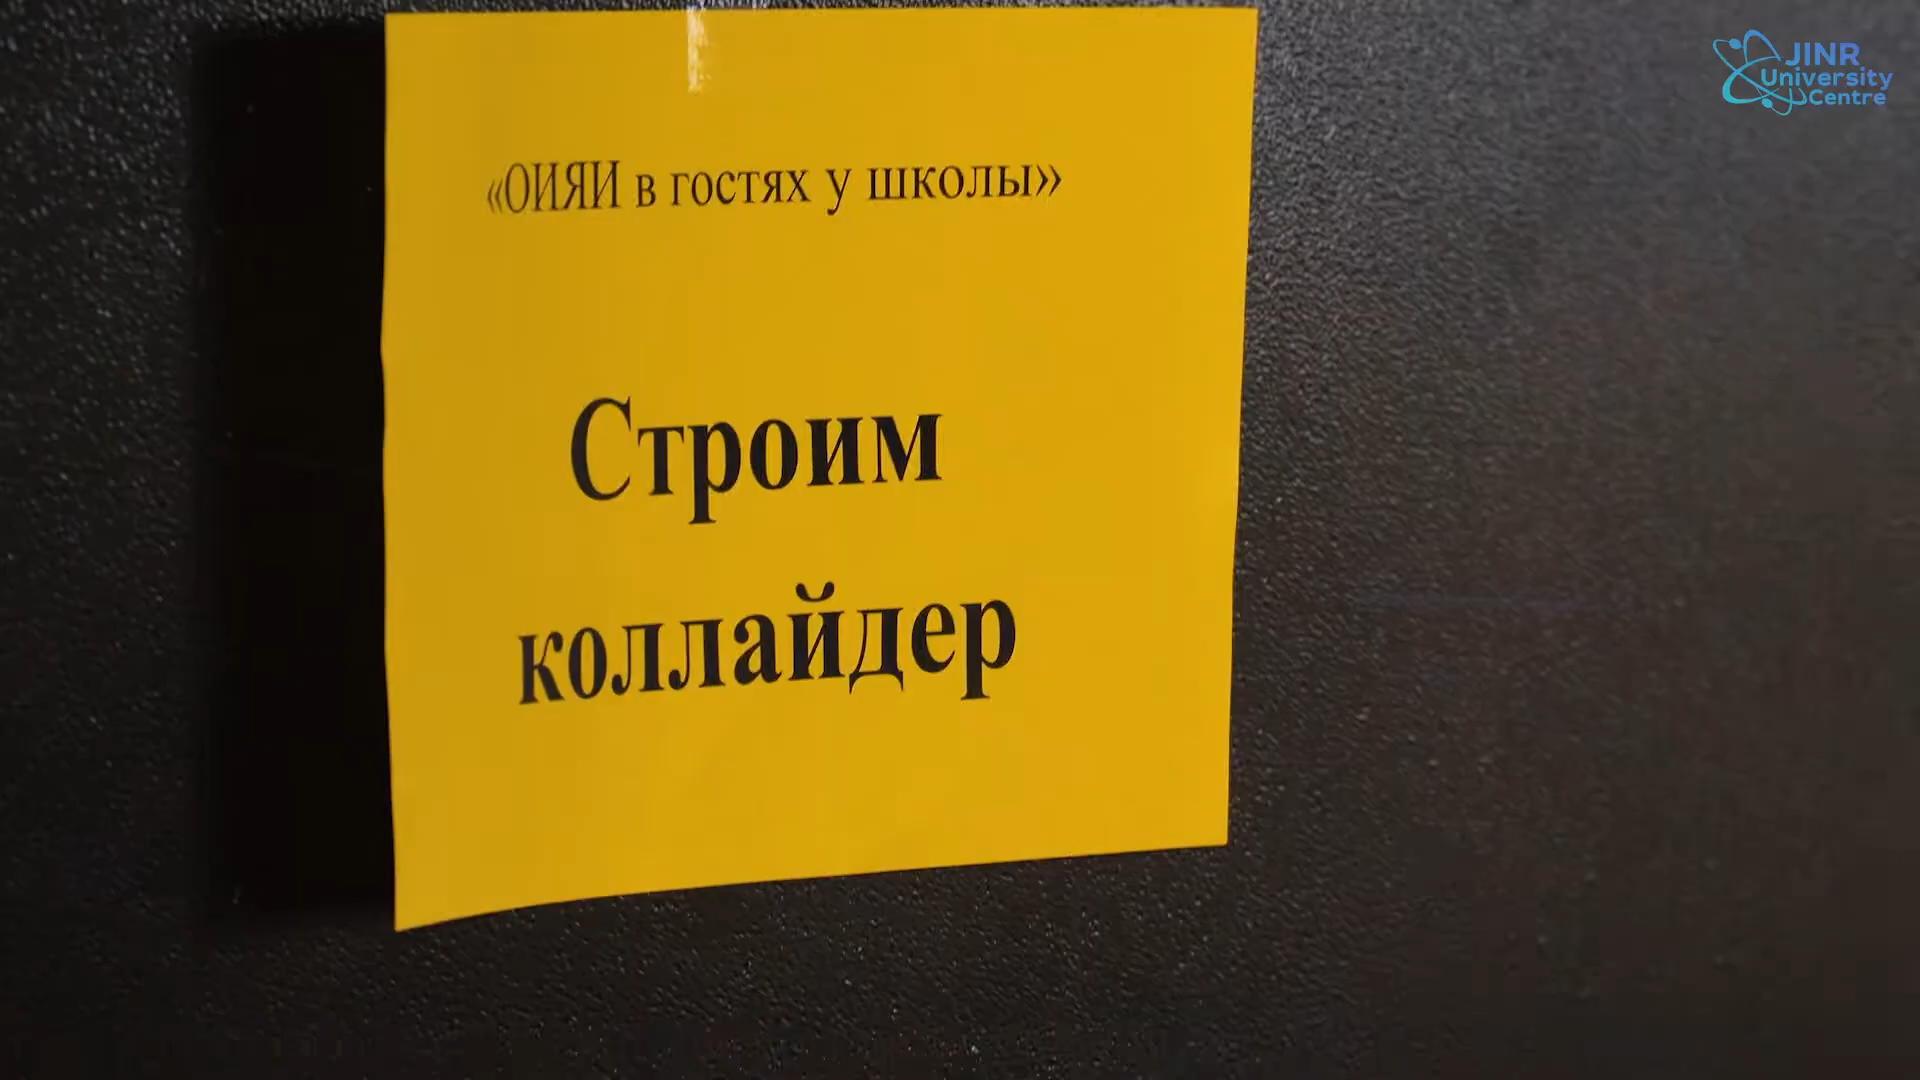 JINR
University
Centre
«ОИЯИ в гостях у школы»
Строим
коллайдер